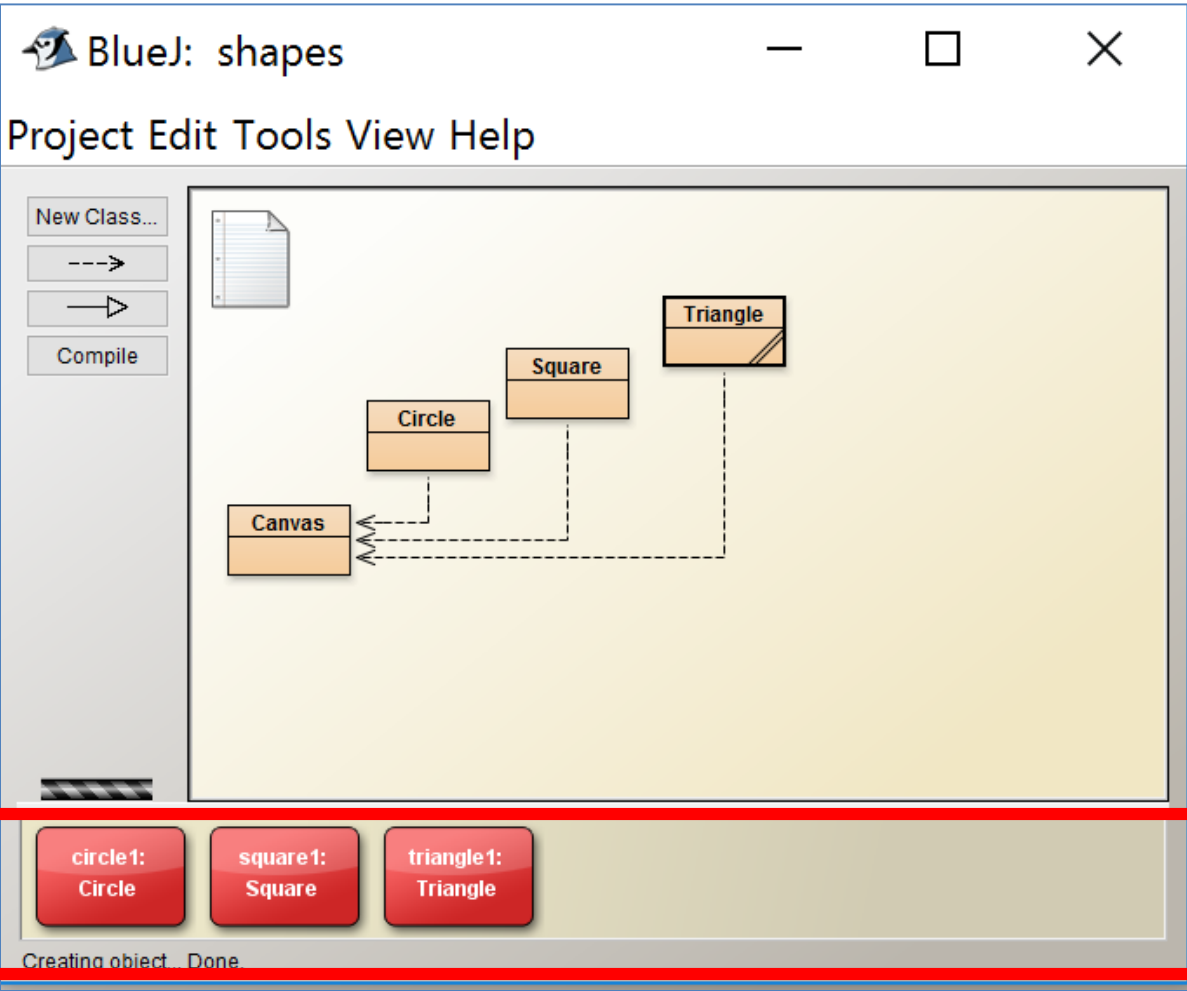 BlueJ: shapes
Project Edit Tools View Help
New Class...
Compile
Triangle
Square
Circle
Canvas
circle1:
Circle
square1:
Square
triangle1:
Triangle
Creating object... Done.